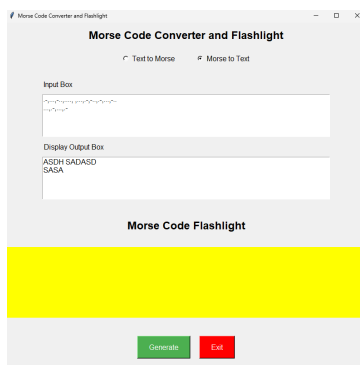 Morse Code Converter and Flashlight
Morse Code Converter and Flashlight
Text to Morse Morse to Text
Input Box
Display Output Box
ASDH SADASD
SASA
Morse Code Flashlight
Generate Exit